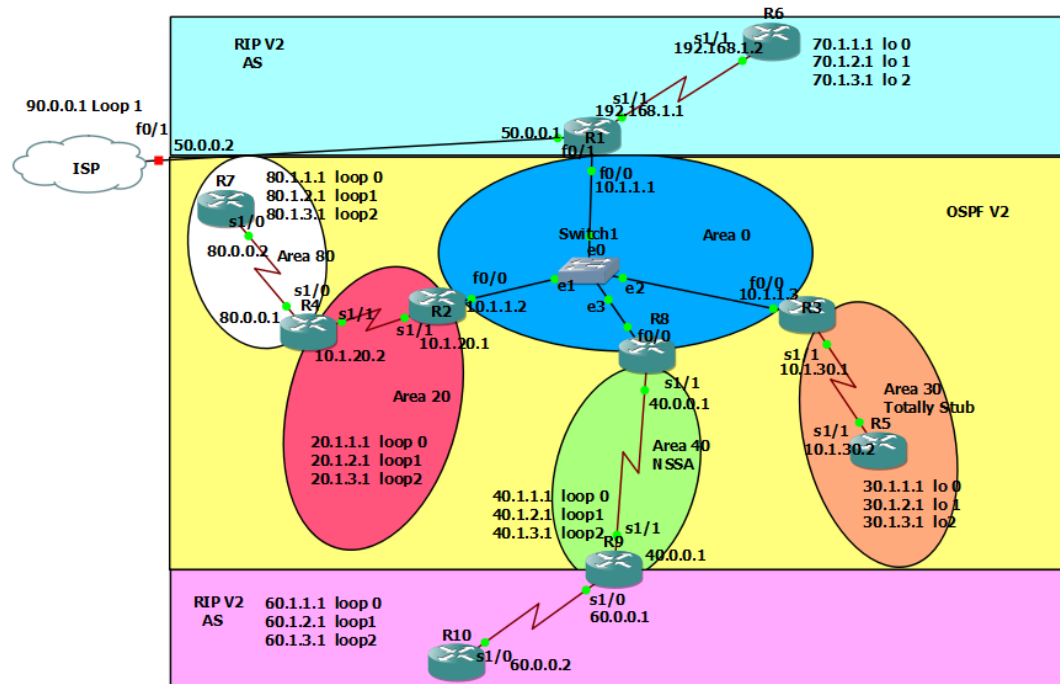 RIP V2
AS
R6
s1/1
192.168.1.2
70.1.1.1 lo 0
70.1.2.1 lo 1
70.1.3.1 lo 2
90.0.0.1 Loop 1
f0/1
50.0.0.2
ISP
s1/1
192.168.1.1
50.0.0.1
R1
f0/1
f0/0
10.1.1.1
R7
80.1.1.1 loop 0
80.1.2.1 loop1
80.1.3.1 loop2
s1/0
80.0.0.2
Area 80
s1/0
R4
80.0.0.1
s1/1
10.1.20.2
OSPF V2
Area 0
Switch1
e0
e1
e2
e3
f0/0
R2
10.1.1.2
s1/1
10.1.20.1
Area 20
20.1.1.1 loop 0
20.1.2.1 loop1
20.1.3.1 loop2
f0/0
10.1.1.3
R3
s1/1
10.1.30.1
Area 30
Totally Stub
s1/1
R5
10.1.30.2
30.1.1.1 lo 0
30.1.2.1 lo 1
30.1.3.1 lo2
R8
f0/0
s1/1
40.0.0.1
Area 40
NSSA
40.1.1.1 loop 0
40.1.2.1 loop1
40.1.3.1 loop2
s1/1
R9
40.0.0.1
s1/0
60.0.0.1
RIP V2
AS
60.1.1.1 loop 0
60.1.2.1 loop1
60.1.3.1 loop2
R10
s1/0
60.0.0.2